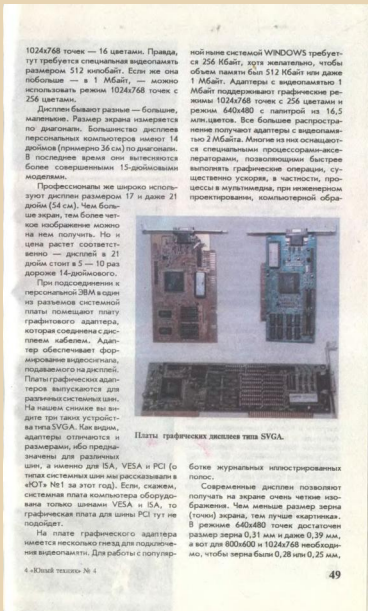 1024x768 точек — 16 цветами. Правда,
тут требуется специальная видеопамять
размером 512 килобайт. Если же она
побольше — в 1 Мбайт, — можно
использовать режим 1024x768 точек с
256 цветами.
Дисплеи бывают разные — большие,
маленькие. Размер экрана измеряется
по диагонали. Большинство дисплеев
персональных компьютеров имеют 14
дюймов (примерно 36 см) по диагонали.
В последнее время они вытесняются
более совершенными 15-дюймовыми
моделями.
Профессионалы же широко исполь-
зуют дисплеи размером 17 и даже 21
дюйм (54 см). Чем боль-
ше экран, тем более чет-
кое изображение можно
на нем получить. Но и
цена растет соответст-
венно — дисплей в 21
дюйм стоит в 5 — 10 раз
дороже 14-дюймового.
При подсоединении к
персональной ЭВМ в один
из разъемов системной
платы помещают плату
графитового адаптера,
которая соединена с дис-
плеем кабелем. Адап-
тер обеспечивает фор-
мирование видеосигнала,
подаваемого на дисплей.
Платы графических адап-
теров выпускаются для
различных системных шин.
На нашем снимке вы ви-
дите три таких устройст-
ва типа SVGA. Как видим,
адаптеры отличаются и
размерами, ибо предна-
значены для различных
шин, а именно для ISA, VESA и PCI (о
типах системных шин мы рассказывали в
«ЮТ» №1 за этот год). Если, скажем,
системная плата компьютера оборудо-
вана только шинами VESA и ISA, то
графическая плата для шины PCI тут не
подойдет.
На плате графического адаптера
имеется несколько гнезд для подключе-
ния видеопамяти. Для работы с популяр-
4 «Юный техник» № 4
ной ныне системой WINDOWS требует-
ся 256 Кбайт, хотя желательно, чтобы
объем памяти был 512 Кбайт или даже
1 Мбайт. Адаптеры с видеопамятью 1
Мбайт поддерживают графические ре-
жимы 1024x768 точек с 256 цветами и
режим 640x480 с палитрой из 16,5
млн.цветов. Все большее распростра-
нение получают адаптеры с видеопамя-
тью 2 Мбайта. Многие из них оснащают-
ся специальными процессорами-аксе-
лераторами, позволяющими быстрее
выполнять графические операции, су-
щественно ускоряя, в частности, про-
цессы в мультимедиа, при инженерном
проектировании, компьютерной обра-
Платы графических дисплеев типа SVGA.
ботке журнальных иллюстрированных
полос.
Современные дисплеи позволяют
получать на экране очень четкие изо-
бражения. Чем меньше размер зерна
(точки) экрана, тем лучше «картинка».
В режиме 640x480 точек достаточен
размер зерна 0,31 мм и даже 0,39 мм,
а вот для 800x600 и 1024x768 необходи-
мо, чтобы зерна были 0,28 или 0,25 мм,
49